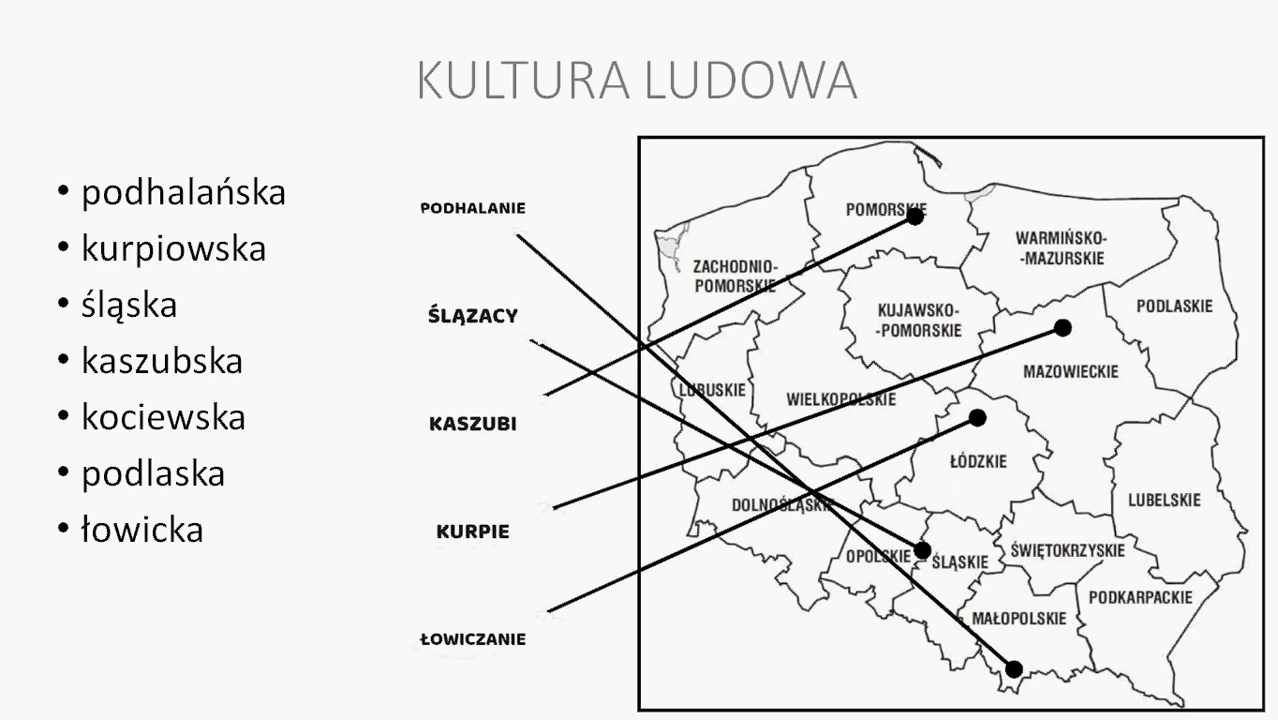 KULTURA LUDOWA
• podhalańska
• kurpiowska
• śląska
• kaszubska
• kociewska
• podlaska
• łowicka
PODHALANIE
ŚLĄZACY
KASZUBI
KURPIE
ŁOWICZANIE
POMORSKIE
WARMIŃSKO-
-MAZURSKIE
ZACHODNIO-
POMORSKIE
KUJAWSKO-
-POMORSKIE
PODLASKIE
MAZOWIECKIE
LUBUSKIE
WIELKOPOLSKIE
ŁÓDZKIE
LUBELSKIE
DOLNOŚLĄSKIE
OPOLSKIE
ŚLĄSKIE
ŚWIĘTOKRZYSKIE
PODKARPACKIE
MAŁOPOLSKIE